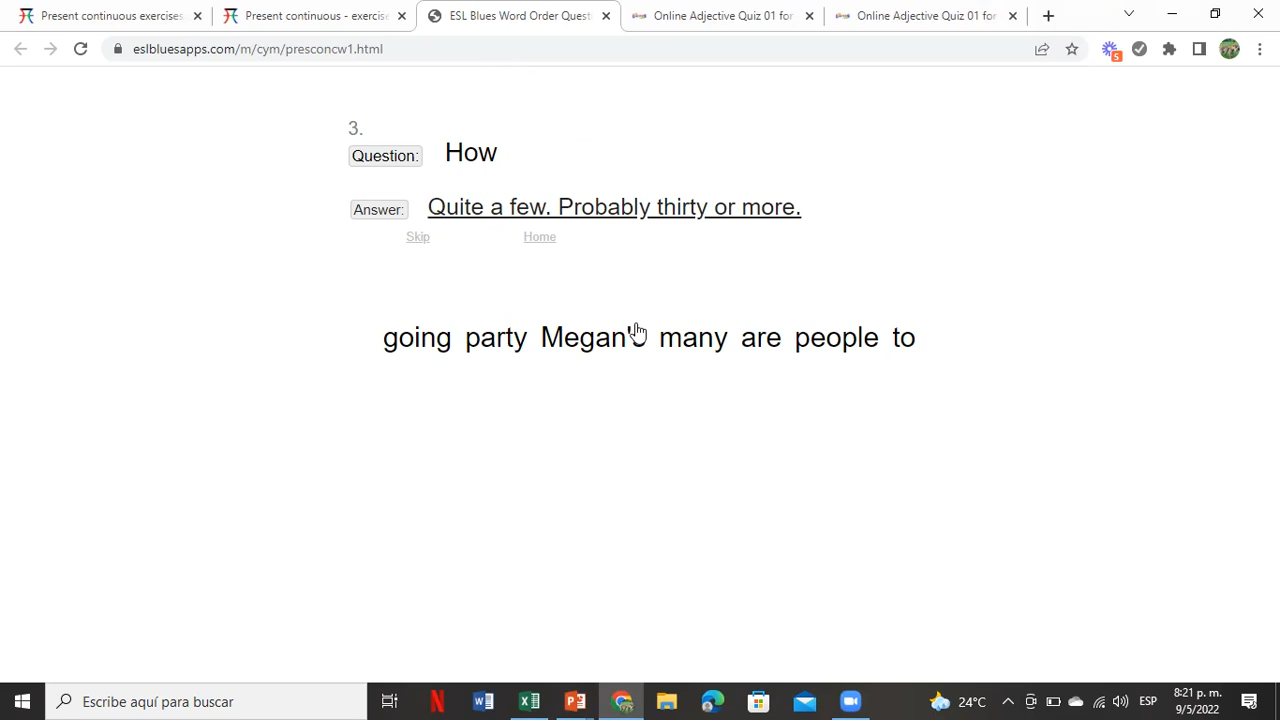 Present continuous exercises
Present continuous - exercise
ESL Blues Word Order Quest
Online Adjective Quiz 01 for
Online Adjective Quiz 01 for
eslbluesapps.com/m/cym/presconcw1.html
5
3.
Question: How
Answer: Quite a few. Probably thirty or more.
Skip Home
going party Megan's many are people to
Escribe aquí para buscar
24°C
ESP
8:21 p. m.
9/5/2022